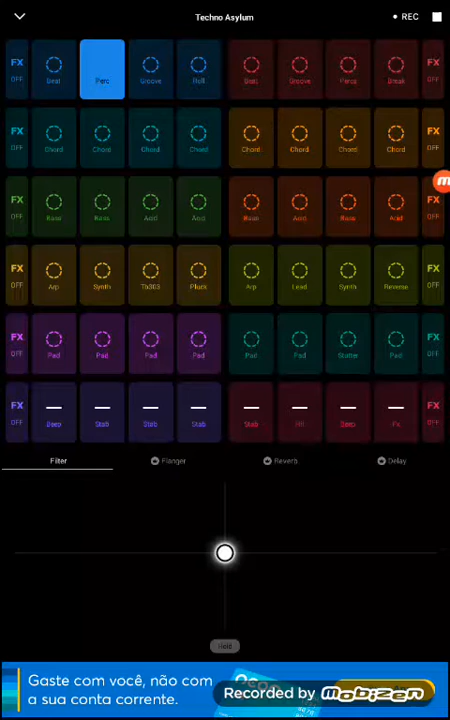 Techno Asylum
REC
FX Beat Perc Groove Roll Beat Groove Percs Break FX
OFF OFF
FX Chord Chord Chord Chord Chord Chord Chord Chord FX
OFF OFF
FX Bass Bass Acid Acid Bass Acid Bass Acid FX
OFF OFF
FX Arp Synth Th303 Pluck Arp Lead Synth Reverse FX
OFF OFF
FX Pad Pad Pad Pad Pad Pad Stutter Pad FX
OFF OFF
FX Beep Stab Stab Stab Stab Hit Beep Fx FX
OFF OFF
Filter Flanger Reverb Delay
Hold
Gaste com você, não com
a sua conta corrente.
Recorded by mobizen